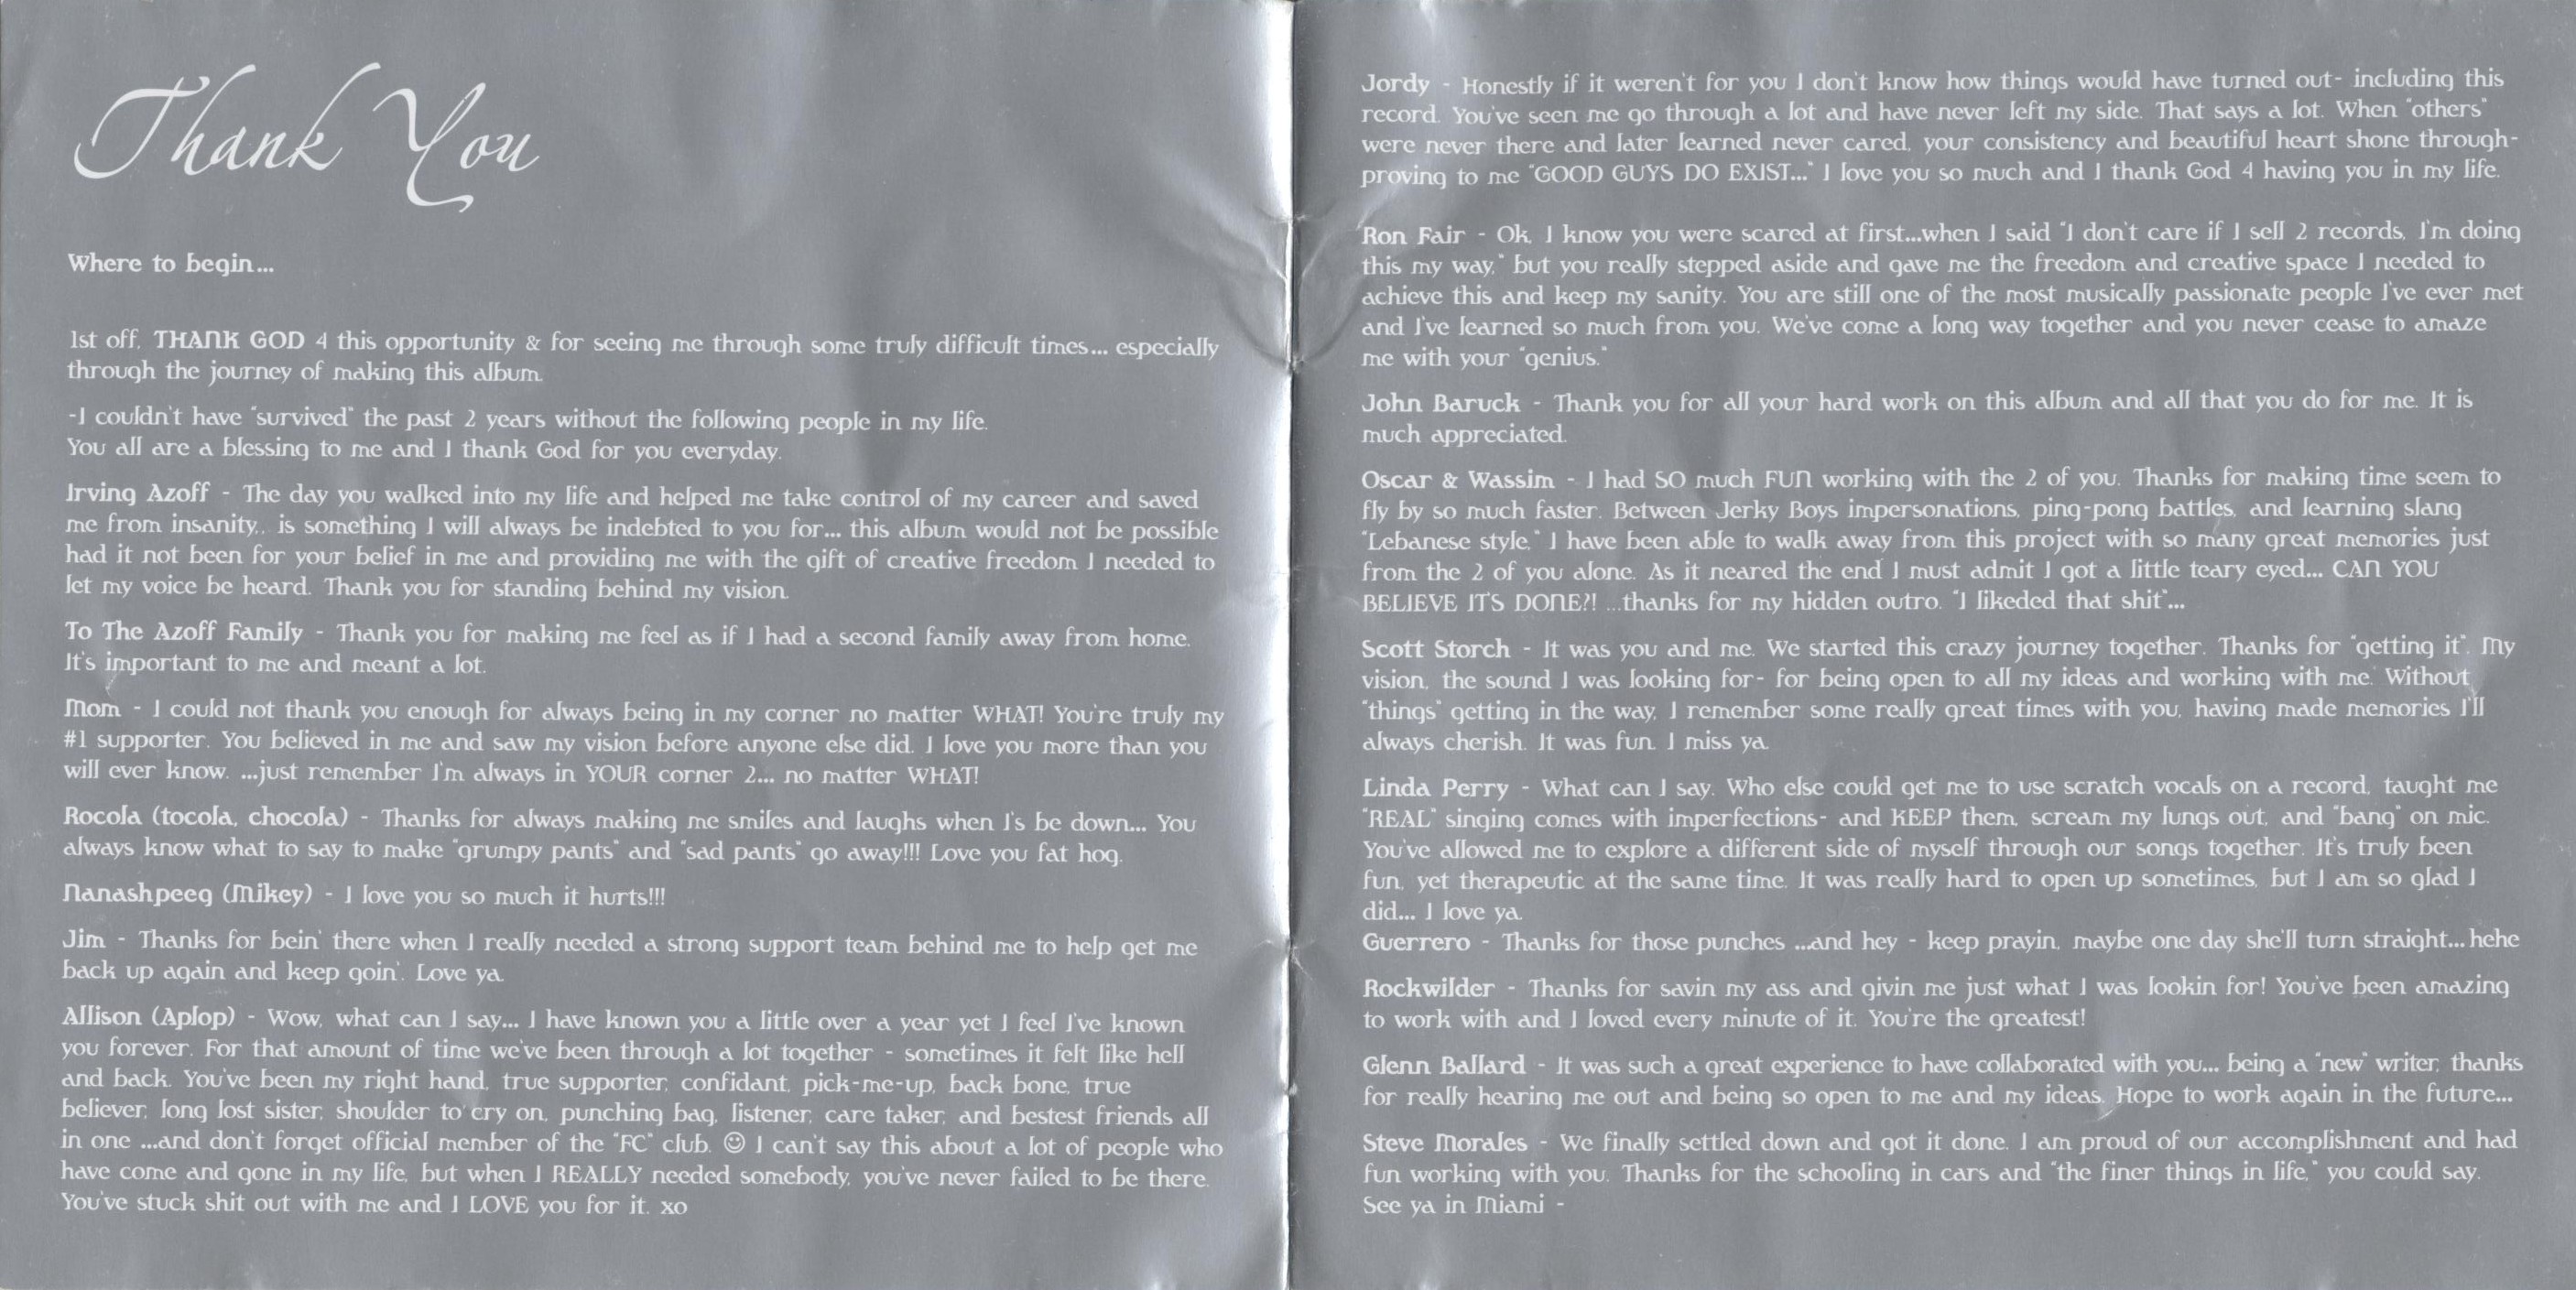 Thank You
Where to begin...
1st off, THANK GOD 4 this opportunity & for seeing me through some truly difficult times... especially
through the journey of making this album.
-I couldn't have "survived" the past 2 years without the following people in my life.
You all are a blessing to me and I thank God for you everyday.
Irving Azoff - The day you walked into my life and helped me take control of my career and saved
me from insanity,, is something I will always be indebted to you for... this album would not be possible
had it not been for your belief in me and providing me with the gift of creative freedom I needed to
let my voice be heard. Thank you for standing behind my vision.
To The Azoff Family - Thank you for making me feel as if I had a second family away from home.
It's important to me and meant a lot.
Mom - I could not thank you enough for always being in my corner no matter WHAT! You're truly my
#1 supporter. You believed in me and saw my vision before anyone else did. I love you more than you
will ever know. ...just remember I'm always in YOUR corner 2... no matter WHAT!
Rocola (tocola, chocola) - Thanks for always making me smiles and laughs when I's be down... You
always know what to say to make "grumpy pants" and "sad pants" go away!!! Love you fat hog.
Nanashpeeg (Mikey) - I love you so much it hurts!!!
Jim - Thanks for bein' there when I really needed a strong support team behind me to help get me
back up again and keep goin'. Love ya.
Allison (Aplop) - Wow, what can I say... I have known you a little over a year yet I feel I've known
you forever. For that amount of time we've been through a lot together - sometimes it felt like hell
and back. You've been my right hand, true supporter, confidant, pick-me-up, back bone, true
believer, long lost sister, shoulder to cry on, punching bag, listener, care taker, and bestest friends all
in one ...and don't forget official member of the "FC" club. ☺ I can't say this about a lot of people who
have come and gone in my life, but when I REALLY needed somebody, you've never failed to be there.
You've stuck shit out with me and I LOVE you for it. xo
Jordy - Honestly if it weren't for you I don't know how things would have turned out- including this
record. You've seen me go through a lot and have never left my side. That says a lot. When "others"
were never there and later learned never cared, your consistency and beautiful heart shone through-
proving to me "GOOD GUYS DO EXIST..." I love you so much and I thank God 4 having you in my life.
Ron Fair - Ok, I know you were scared at first...when I said "I don't care if I sell 2 records, I'm doing
this my way," but you really stepped aside and gave me the freedom and creative space I needed to
achieve this and keep my sanity. You are still one of the most musically passionate people I've ever met
and I've learned so much from you. We've come a long way together and you never cease to amaze
me with your "genius."
John Baruck - Thank you for all your hard work on this album and all that you do for me. It is
much appreciated.
Oscar & Wassim - I had SO much FUN working with the 2 of you. Thanks for making time seem to
fly by so much faster. Between Jerky Boys impersonations, ping-pong battles, and learning slang
"Lebanese style," I have been able to walk away from this project with so many great memories just
from the 2 of you alone. As it neared the end I must admit I got a little teary eyed... CAN YOU
BELIEVE IT'S DONE?! ...thanks for my hidden outro. "I likeded that shit"...
Scott Storch - It was you and me. We started this crazy journey together. Thanks for "getting it". My
vision, the sound I was looking for- for being open to all my ideas and working with me. Without
"things" getting in the way, I remember some really great times with you, having made memories I'll
always cherish. It was fun. I miss ya.
Linda Perry - What can I say. Who else could get me to use scratch vocals on a record, taught me
"REAL" singing comes with imperfections- and KEEP them, scream my lungs out, and "bang" on mic.
You've allowed me to explore a different side of myself through our songs together. It's truly been
fun, yet therapeutic at the same time. It was really hard to open up sometimes, but I am so glad I
did... I love ya.
Guerrero - Thanks for those punches ...and hey - keep prayin, maybe one day she'll turn straight... hehe
Rockwilder - Thanks for savin my ass and givin me just what I was lookin for! You've been amazing
to work with and I loved every minute of it. You're the greatest!
Glenn Ballard - It was such a great experience to have collaborated with you... being a "new" writer, thanks
for really hearing me out and being so open to me and my ideas. Hope to work again in the future...
Steve Morales - We finally settled down and got it done. I am proud of our accomplishment and had
fun working with you. Thanks for the schooling in cars and "the finer things in life," you could say.
See ya in Miami -